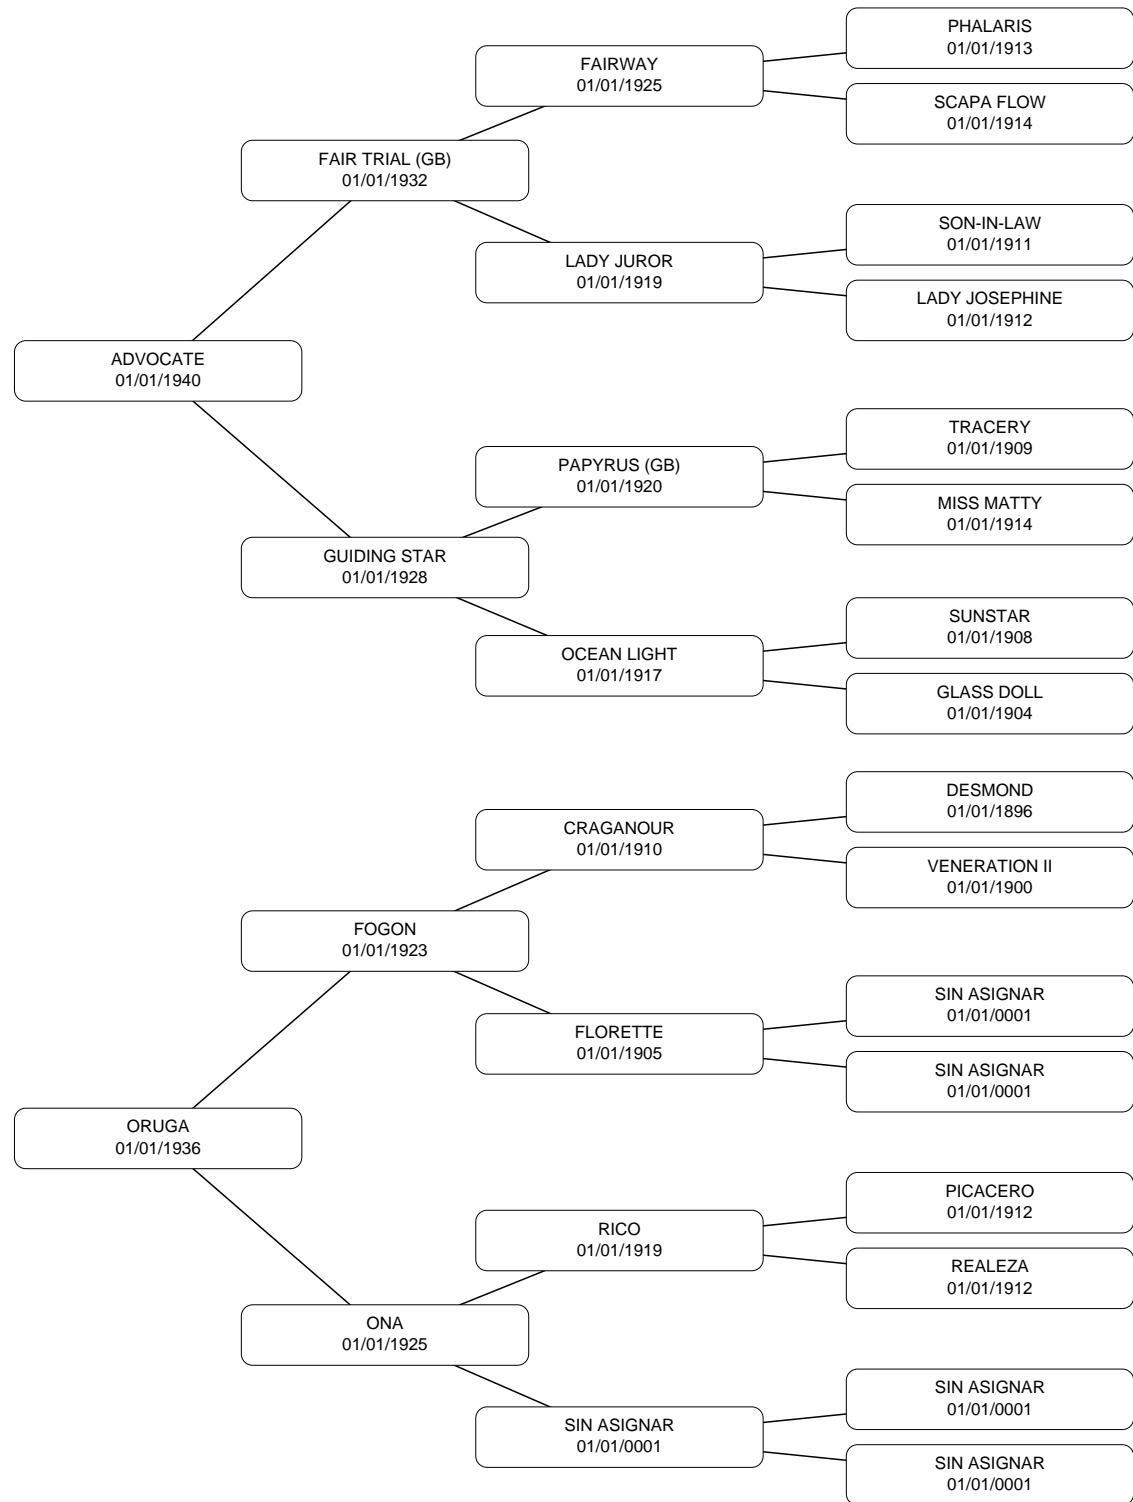 PHALARIS
01/01/1913
FAIRWAY
01/01/1925
SCAPA FLOW
01/01/1914
FAIR TRIAL (GB)
01/01/1932
SON-IN-LAW
01/01/1911
LADY JUROR
01/01/1919
LADY JOSEPHINE
01/01/1912
ADVOCATE
01/01/1940
TRACERY
01/01/1909
PAPYRUS (GB)
01/01/1920
MISS MATTY
01/01/1914
GUIDING STAR
01/01/1928
SUNSTAR
01/01/1908
OCEAN LIGHT
01/01/1917
GLASS DOLL
01/01/1904
DESMOND
01/01/1896
CRAGANOUR
01/01/1910
VENERATION II
01/01/1900
FOGON
01/01/1923
SIN ASIGNAR
01/01/0001
FLORETTE
01/01/1905
SIN ASIGNAR
01/01/0001
ORUGA
01/01/1936
PICACERO
01/01/1912
RICO
01/01/1919
REALEZA
01/01/1912
ONA
01/01/1925
SIN ASIGNAR
01/01/0001
SIN ASIGNAR
01/01/0001
SIN ASIGNAR
01/01/0001